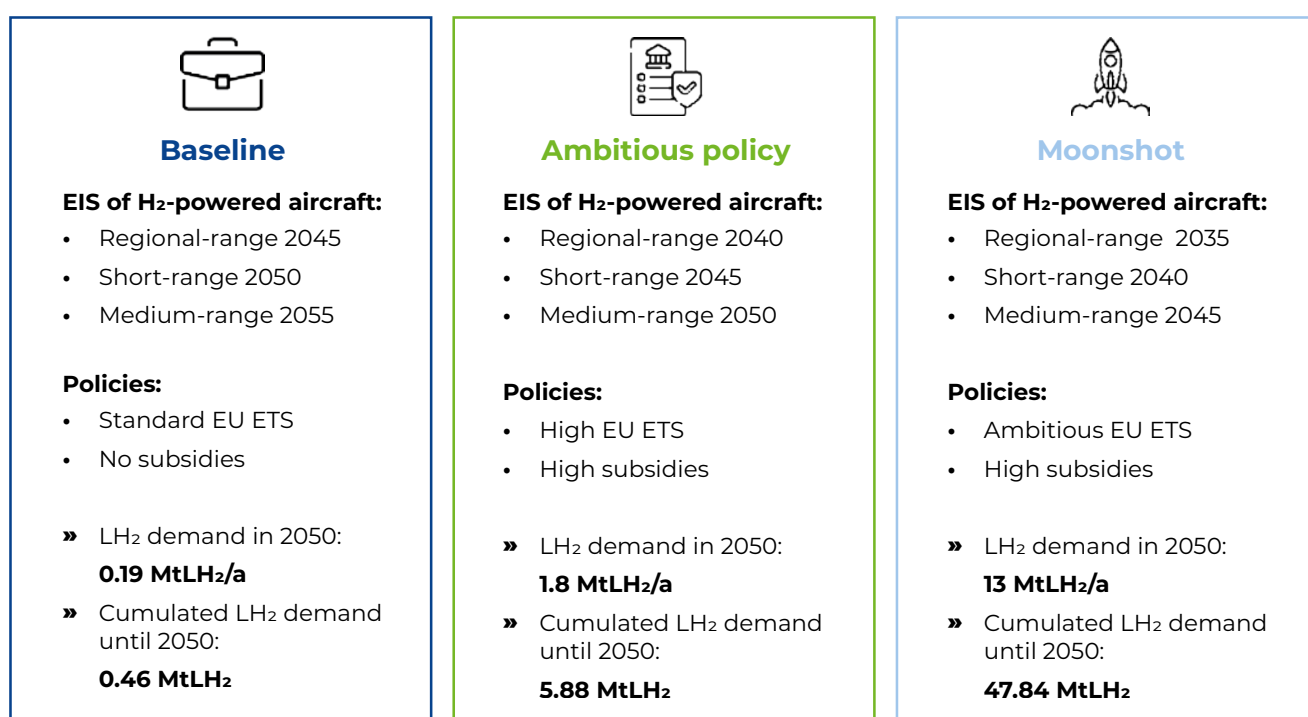 Baseline
EIS of H₂-powered aircraft:
• Regional-range 2045
• Short-range 2050
• Medium-range 2055
Policies:
• Standard EU ETS
• No subsidies
» LH₂ demand in 2050:
0.19 MtLH₂/a
» Cumulated LH₂ demand
until 2050:
0.46 MtLH₂
Ambitious policy
EIS of H₂-powered aircraft:
• Regional-range 2040
• Short-range 2045
• Medium-range 2050
Policies:
• High EU ETS
• High subsidies
» LH₂ demand in 2050:
1.8 MtLH₂/a
» Cumulated LH₂ demand
until 2050:
5.88 MtLH₂
Moonshot
EIS of H₂-powered aircraft:
• Regional-range 2035
• Short-range 2040
• Medium-range 2045
Policies:
• Ambitious EU ETS
• High subsidies
» LH₂ demand in 2050:
13 MtLH₂/a
» Cumulated LH₂ demand
until 2050:
47.84 MtLH₂